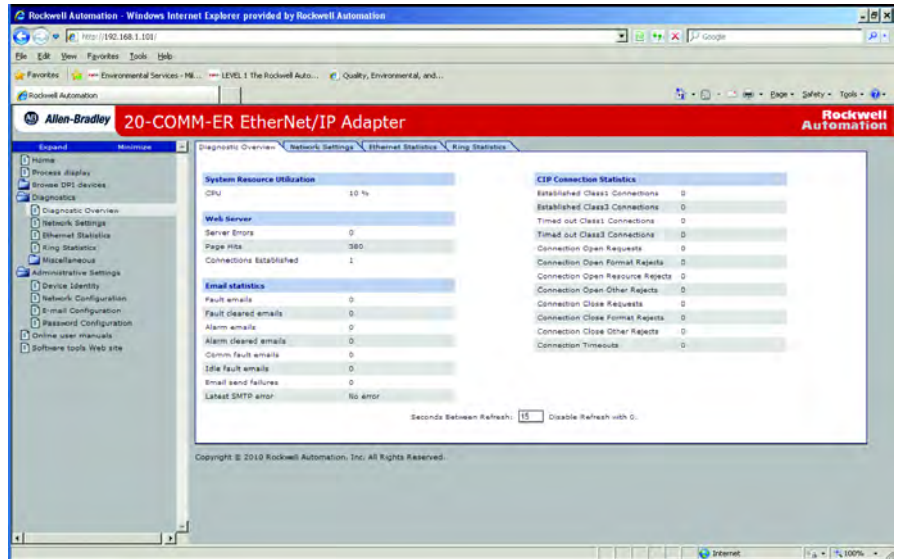 Rockwell Automation - Windows Internet Explorer provided by Rockwell Automation
http://192.168.1.101/
Google
File Edit View Favorites Tools Help
Favorites Environmental Services - Mil... LEVEL 1 The Rockwell Auto... Quality, Environmental, and...
Rockwell Automation
Page Safety Tools
Allen-Bradley 20-COMM-ER EtherNet/IP Adapter
Rockwell Automation
Expand Minimize
Home
Process display
Browse DPI devices
Diagnostics
Diagnostic Overview
Network Settings
Ethernet Statistics
Ring Statistics
Miscellaneous
Administrative Settings
Device Identity
Network Configuration
E-mail Configuration
Password Configuration
Online user manuals
Software tools Web site
Diagnostic Overview Network Settings Ethernet Statistics Ring Statistics
System Resource Utilization
CPU 10 %
Web Server
Server Errors 0
Page Hits 380
Connections Established 1
Email statistics
Fault emails 0
Fault cleared emails 0
Alarm emails 0
Alarm cleared emails 0
Comm fault emails 0
Idle fault emails 0
Email send failures 0
Latest SMTP error No error
CIP Connection Statistics
Established Class1 Connections 0
Established Class3 Connections 0
Timed out Class1 Connections 0
Timed out Class3 Connections 0
Connection Open Requests 0
Connection Open Format Rejects 0
Connection Open Resource Rejects 0
Connection Open Other Rejects 0
Connection Close Requests 0
Connection Close Format Rejects 0
Connection Close Other Rejects 0
Connection Timeouts 0
Seconds Between Refresh: 15 Disable Refresh with 0.
Copyright © 2010 Rockwell Automation, Inc. All Rights Reserved.
Internet 100%